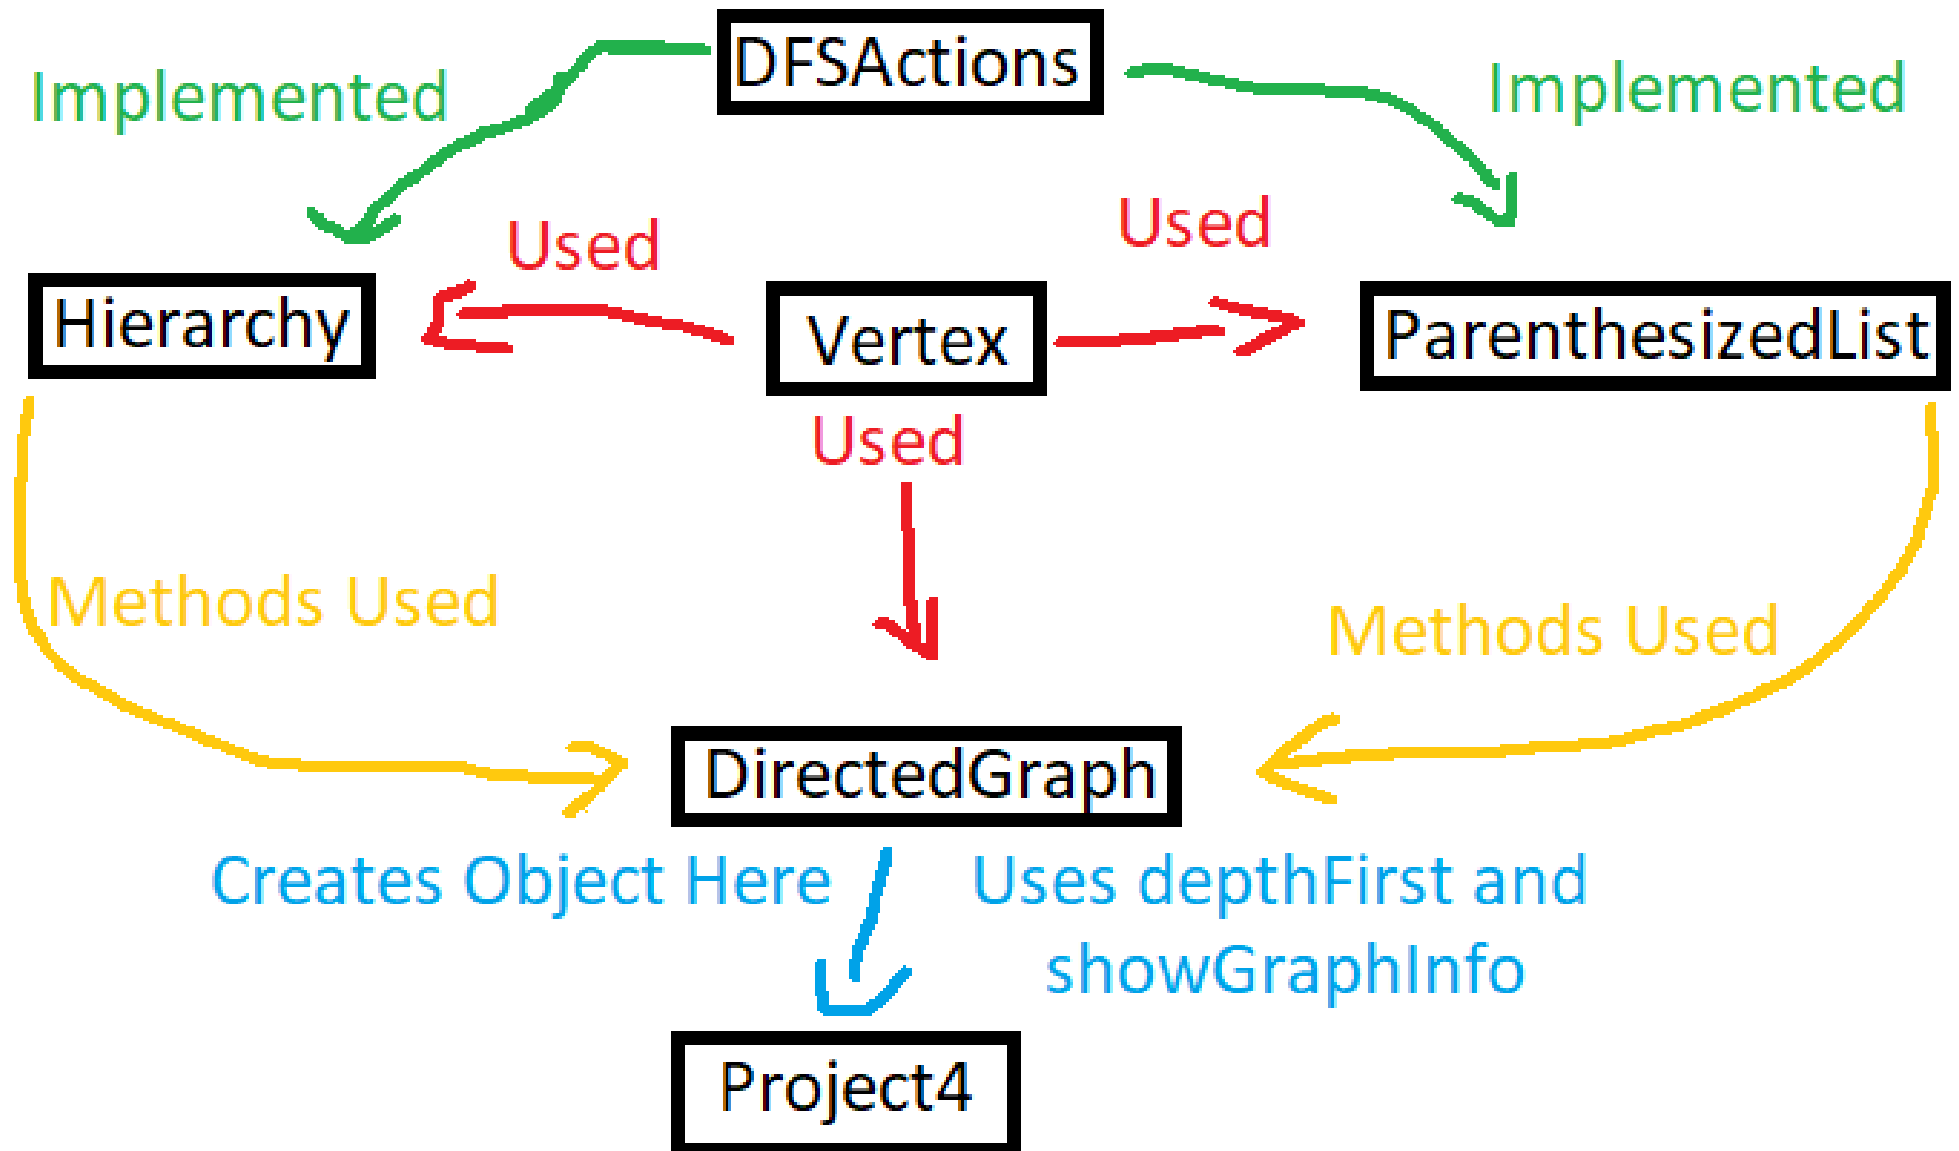 DFSActions
Implemented
Implemented
Used
Used
Hierarchy
Vertex
ParenthesizedList
Used
Methods Used
Methods Used
DirectedGraph
Creates Object Here
Uses depthFirst and
showGraphInfo
Project4